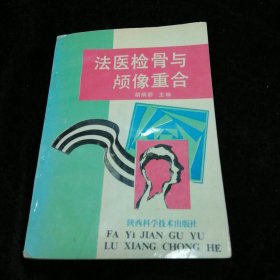 法医检骨与
颅像重合
胡炳蔚 主编
陕西科学技术出版社
FA YI JIAN GU YU
LU XIANG CHONG HE